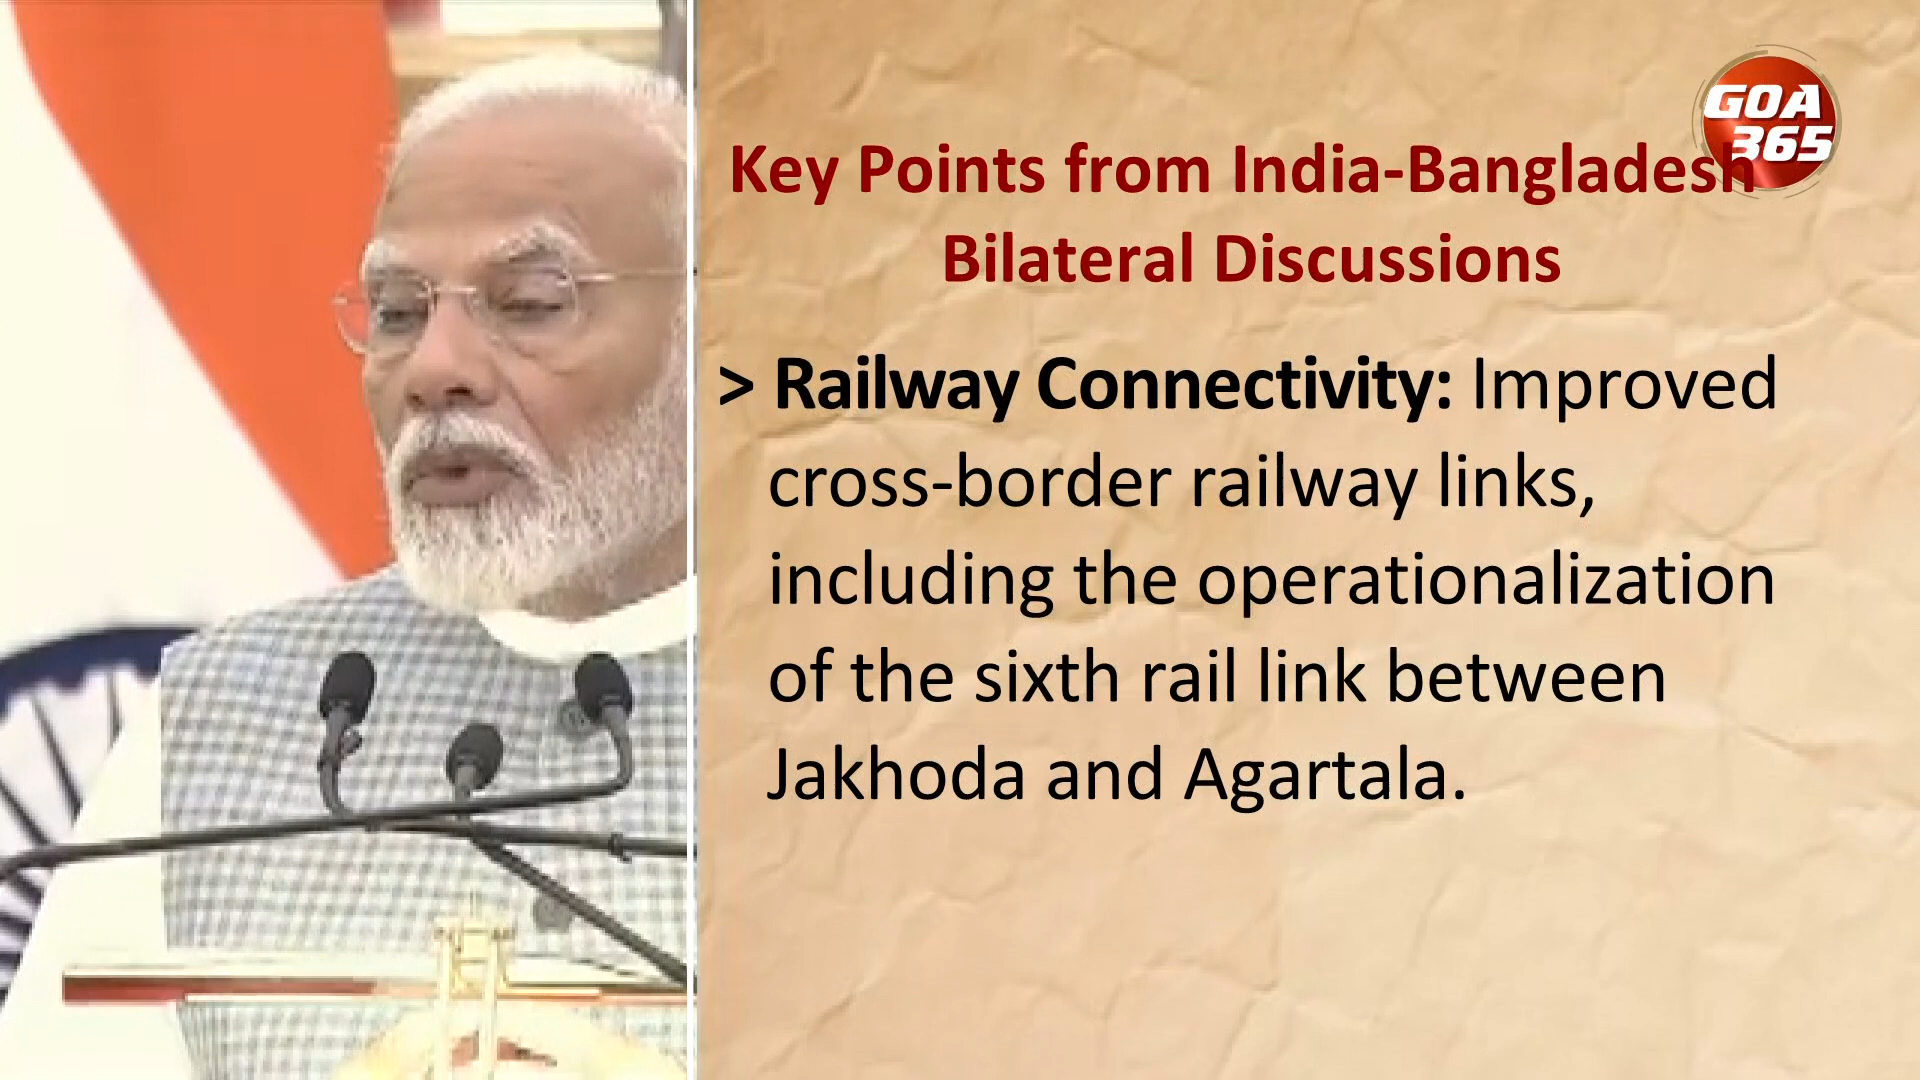 GOA
365
Key Points from India-Bangladesh
Bilateral Discussions
> Railway Connectivity: Improved
cross-border railway links,
including the operationalization
of the sixth rail link between
Jakhoda and Agartala.